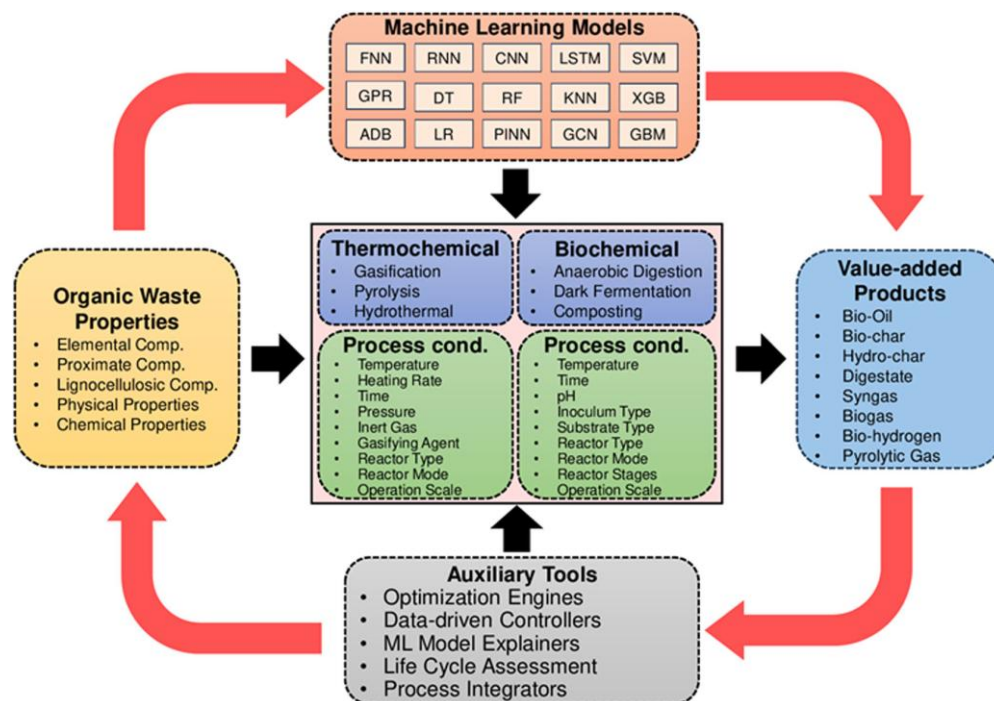 Machine Learning Models
FNN RNN CNN LSTM SVM
GPR DT RF KNN XGB
ADB LR PINN GCN GBM
Organic Waste
Properties
• Elemental Comp.
• Proximate Comp.
• Lignocellulosic Comp.
• Physical Properties
• Chemical Properties
Thermochemical
• Gasification
• Pyrolysis
• Hydrothermal
Biochemical
• Anaerobic Digestion
• Dark Fermentation
• Composting
Process cond.
• Temperature
• Heating Rate
• Time
• Pressure
• Inert Gas
• Gasifying Agent
• Reactor Type
• Reactor Mode
• Operation Scale
Process cond.
• Temperature
• Time
• pH
• Inoculum Type
• Substrate Type
• Reactor Type
• Reactor Mode
• Reactor Stages
• Operation Scale
Value-added
Products
• Bio-Oil
• Bio-char
• Hydro-char
• Digestate
• Syngas
• Biogas
• Bio-hydrogen
• Pyrolytic Gas
Auxiliary Tools
• Optimization Engines
• Data-driven Controllers
• ML Model Explainers
• Life Cycle Assessment
• Process Integrators